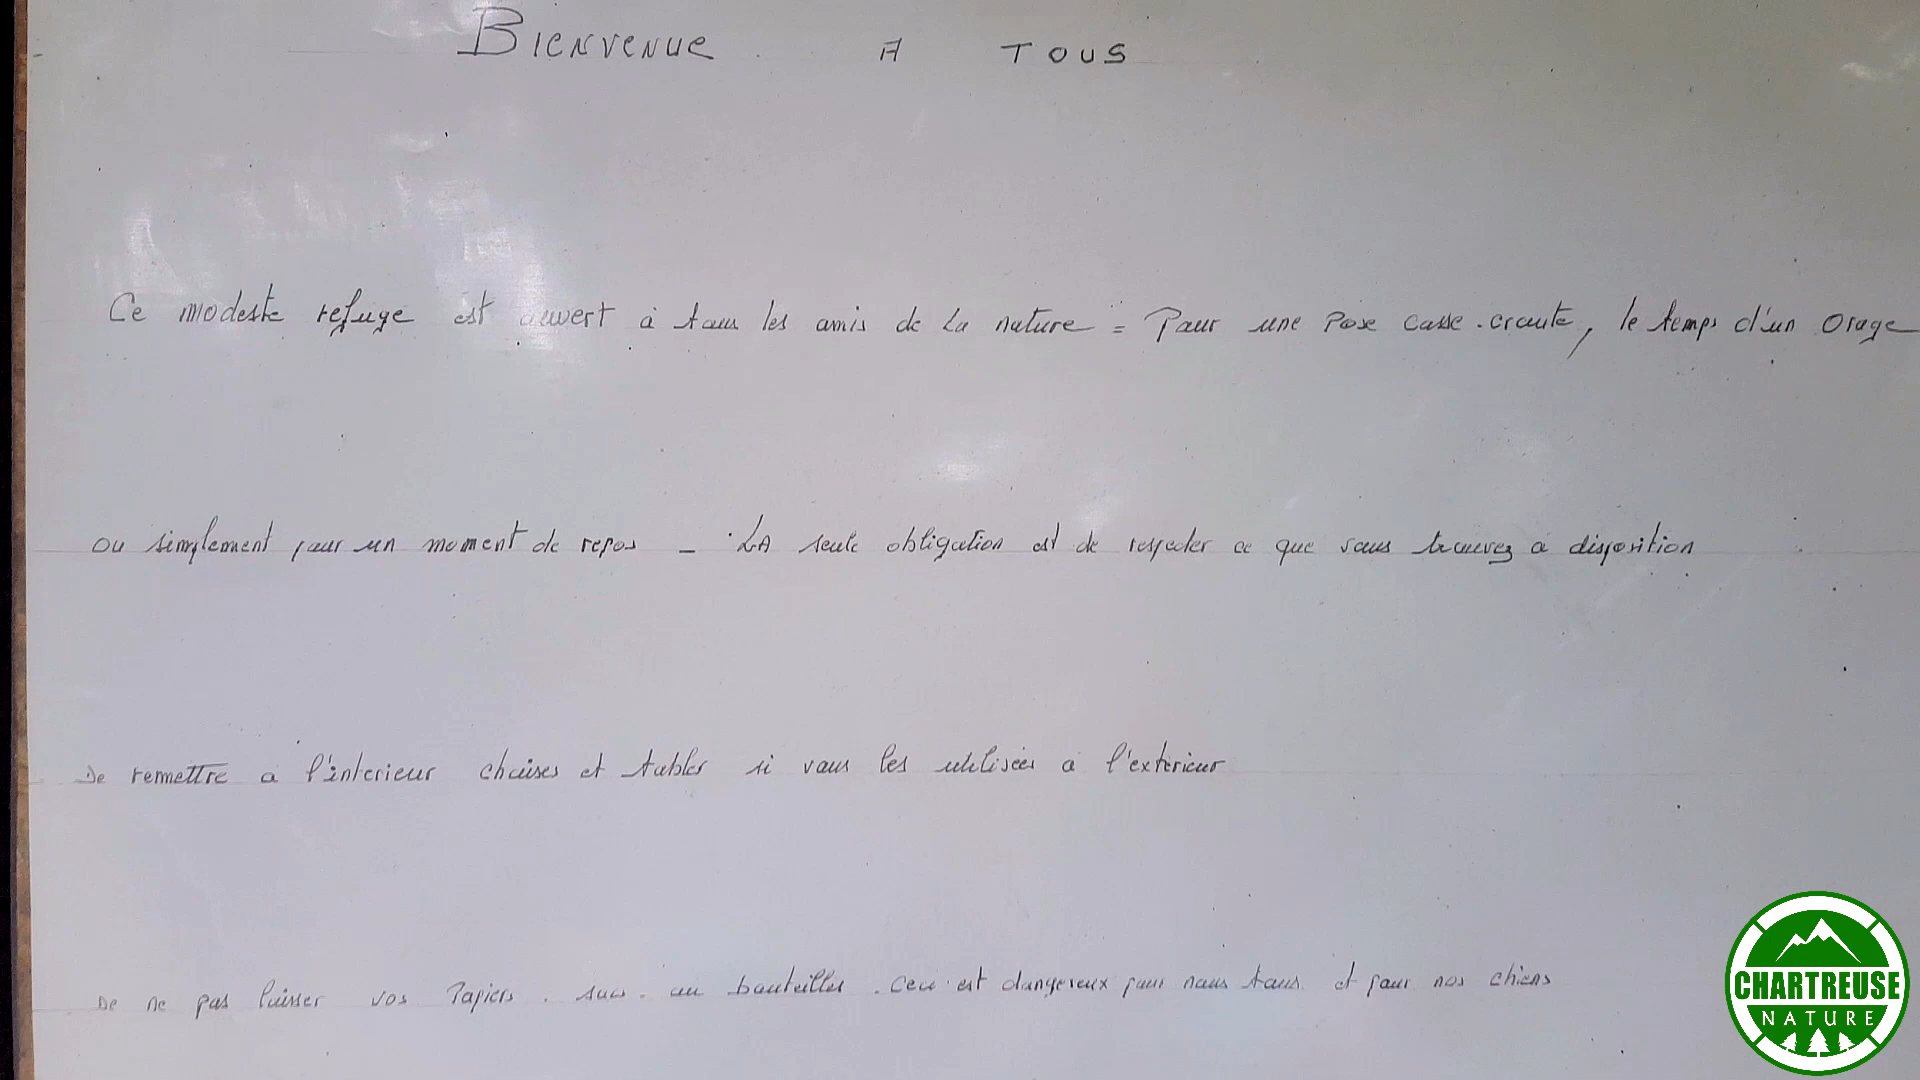 Bienvenue A TOUS
Ce modeste refuge est ouvert à tous les amis de la nature = Pour une Pose casse-croute, le temps d'un Orage
ou simplement pour un moment de repos _ LA seule obligation est de respecter ce que vous trouvez a disposition
De remettre a l'interieur chaises et tables si vous les utilisées a l'exterieur
De ne pas laisser vos Papiers. sacs. ou bouteilles. Ceci est dangereux pour nous tous et pour nos chiens
CHARTREUSE
NATURE